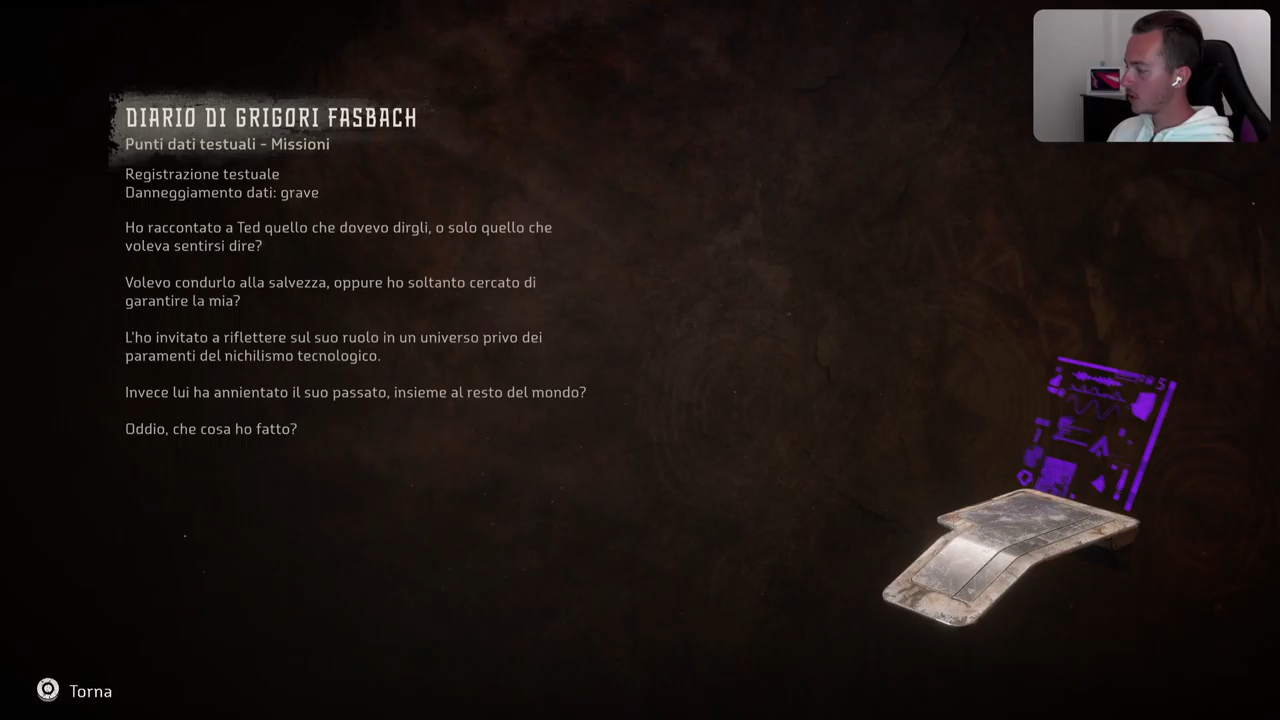 DIARIO DI GRIGORI FASBACH
Punti dati testuali - Missioni
Registrazione testuale
Danneggiamento dati: grave
Ho raccontato a Ted quello che dovevo dirgli, o solo quello che
voleva sentirsi dire?
Volevo condurlo alla salvezza, oppure ho soltanto cercato di
garantire la mia?
L'ho invitato a riflettere sul suo ruolo in un universo privo dei
paramenti del nichilismo tecnologico.
Invece lui ha annientato il suo passato, insieme al resto del mondo?
Oddio, che cosa ho fatto?
Torna